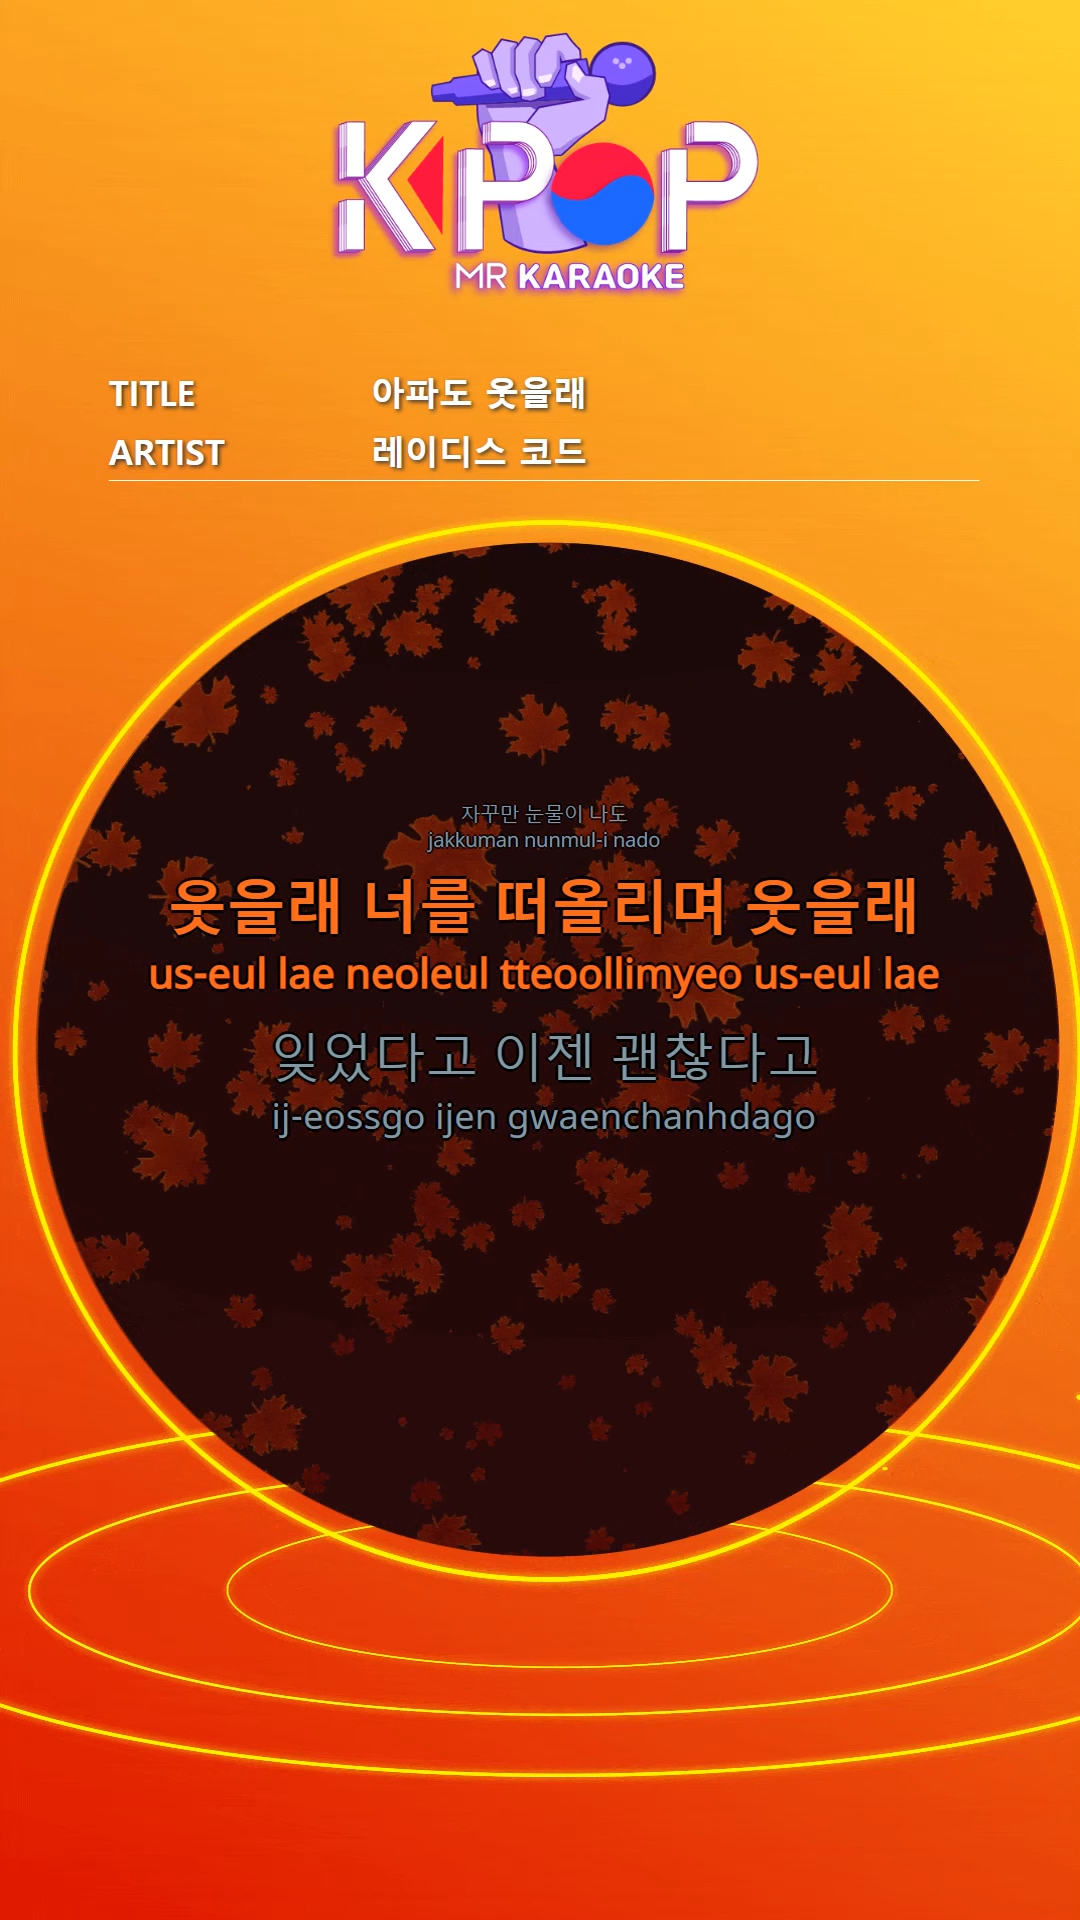 KPOP
MR KARAOKE
TITLE 아파도 웃을래
ARTIST 레이디스 코드
자꾸만 눈물이 나도
jakkuman nunmul-i nado
웃을래 너를 떠올리며 웃을래
us-eul lae neoleul tteoollimyeo us-eul lae
잊었다고 이젠 괜찮다고
ij-eossgo ijen gwaenchanhdago